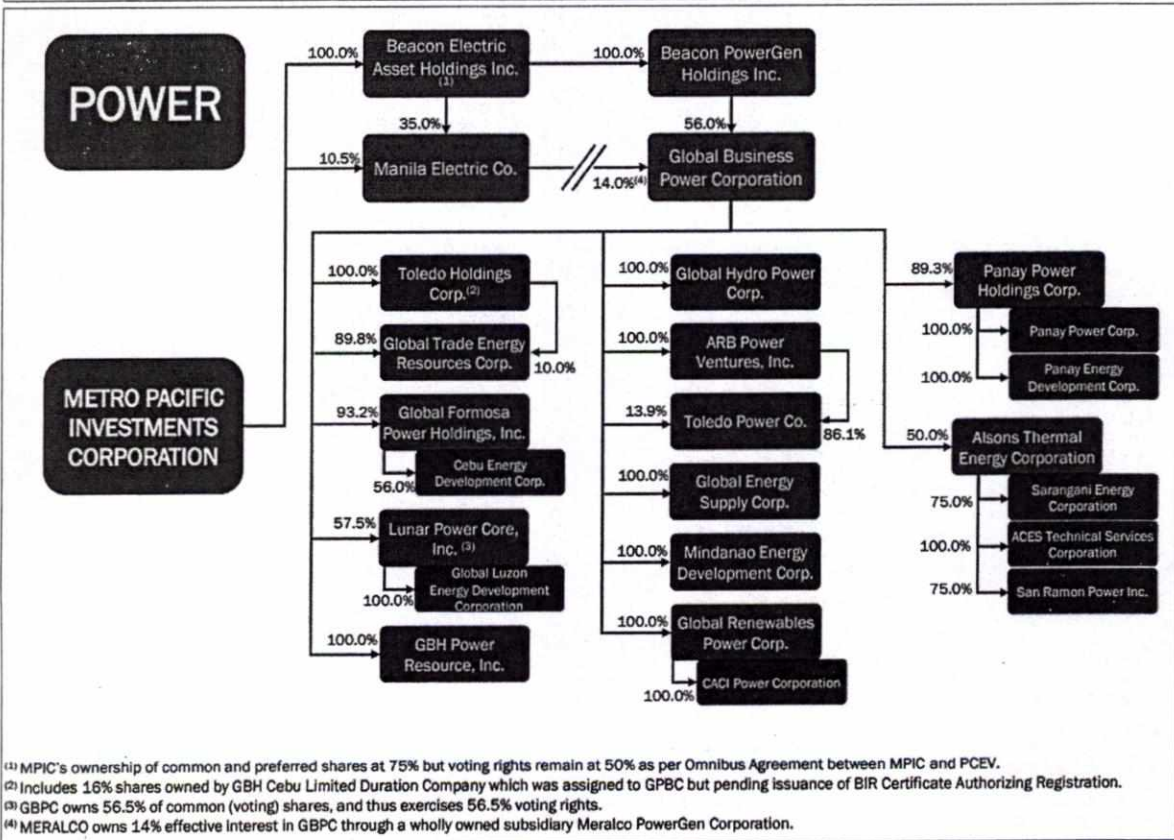 POWER
METRO PACIFIC
INVESTMENTS
CORPORATION
100.0%
Beacon Electric
Asset Holdings Inc.
(1)
100.0%
Beacon PowerGen
Holdings Inc.
35.0%
56.0%
10.5%
Manila Electric Co.
14.0%(4)
Global Business
Power Corporation
100.0%
Toledo Holdings
Corp.(2)
89.8%
Global Trade Energy
Resources Corp.
10.0%
93.2%
Global Formosa
Power Holdings, Inc.
56.0%
Cebu Energy
Development Corp.
57.5%
Lunar Power Core,
Inc. (3)
100.0%
Global Luzon
Energy Development
Corporation
100.0%
GBH Power
Resource, Inc.
100.0%
Global Hydro Power
Corp.
100.0%
ARB Power
Ventures, Inc.
13.9%
Toledo Power Co.
86.1%
100.0%
Global Energy
Supply Corp.
100.0%
Mindanao Energy
Development Corp.
100.0%
Global Renewables
Power Corp.
100.0%
CACI Power Corporation
89.3%
Panay Power
Holdings Corp.
100.0%
Panay Power Corp.
100.0%
Panay Energy
Development Corp.
50.0%
Alsons Thermal
Energy Corporation
75.0%
Sarangani Energy
Corporation
100.0%
ACES Technical Services
Corporation
75.0%
San Ramon Power Inc.
(1) MPIC's ownership of common and preferred shares at 75% but voting rights remain at 50% as per Omnibus Agreement between MPIC and PCEV.
(2) Includes 16% shares owned by GBH Cebu Limited Duration Company which was assigned to GPBC but pending issuance of BIR Certificate Authorizing Registration.
(3) GBPC owns 56.5% of common (voting) shares, and thus exercises 56.5% voting rights.
(4) MERALCO owns 14% effective interest in GBPC through a wholly owned subsidiary Meralco PowerGen Corporation.